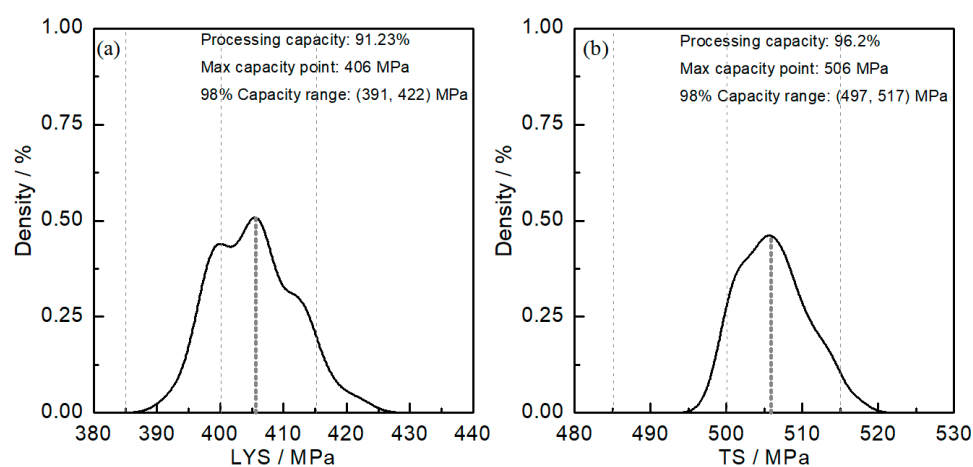 (a)
Processing capacity: 91.23%
Max capacity point: 406 MPa
98% Capacity range: (391, 422) MPa
Density / %
1.00
0.75
0.50
0.25
0.00
380 390 400 410 420 430 440
LYS / MPa
(b)
Processing capacity: 96.2%
Max capacity point: 506 MPa
98% Capacity range: (497, 517) MPa
Density / %
1.00
0.75
0.50
0.25
0.00
480 490 500 510 520 530
TS / MPa